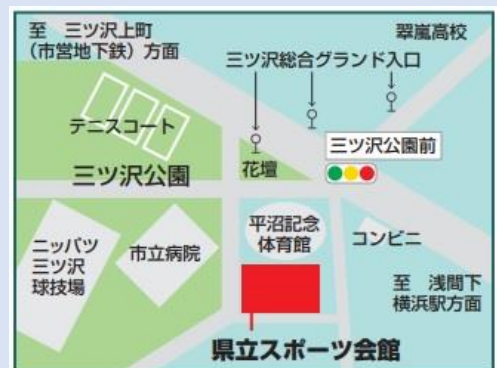 至 三ツ沢上町
(市営地下鉄)方面
翠嵐高校
三ツ沢総合グランド入口
テニスコート
三ツ沢公園前
三ツ沢公園
花壇
平沼記念
体育館
コンビニ
ニッパツ
三ツ沢
球技場
市立病院
至 浅間下
横浜駅方面
県立スポーツ会館